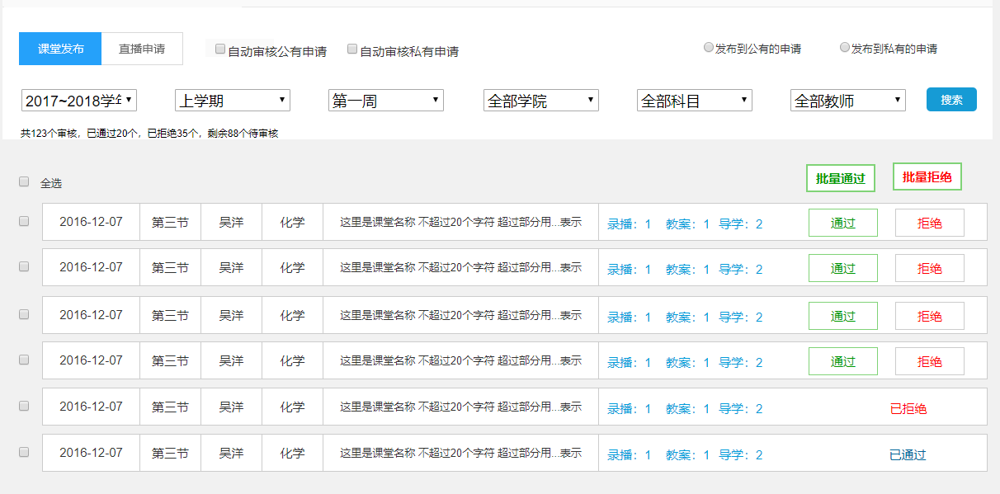 课堂发布 直播申请 自动审核公有申请 自动审核私有申请 发布到公有的申请 发布到私有的申请
2017~2018学年 上学期 第一周 全部学院 全部科目 全部教师 搜索
共123个审核，已通过20个，已拒绝35个，剩余88个待审核
全选 批量通过 批量拒绝
2016-12-07 第三节 吴洋 化学 这里是课堂名称 不超过20个字符 超过部分用...表示 录播：1 教案：1 导学：2 通过 拒绝
2016-12-07 第三节 吴洋 化学 这里是课堂名称 不超过20个字符 超过部分用...表示 录播：1 教案：1 导学：2 通过 拒绝
2016-12-07 第三节 吴洋 化学 这里是课堂名称 不超过20个字符 超过部分用...表示 录播：1 教案：1 导学：2 通过 拒绝
2016-12-07 第三节 吴洋 化学 这里是课堂名称 不超过20个字符 超过部分用...表示 录播：1 教案：1 导学：2 通过 拒绝
2016-12-07 第三节 吴洋 化学 这里是课堂名称 不超过20个字符 超过部分用...表示 录播：1 教案：1 导学：2 已拒绝
2016-12-07 第三节 吴洋 化学 这里是课堂名称 不超过20个字符 超过部分用...表示 录播：1 教案：1 导学：2 已通过